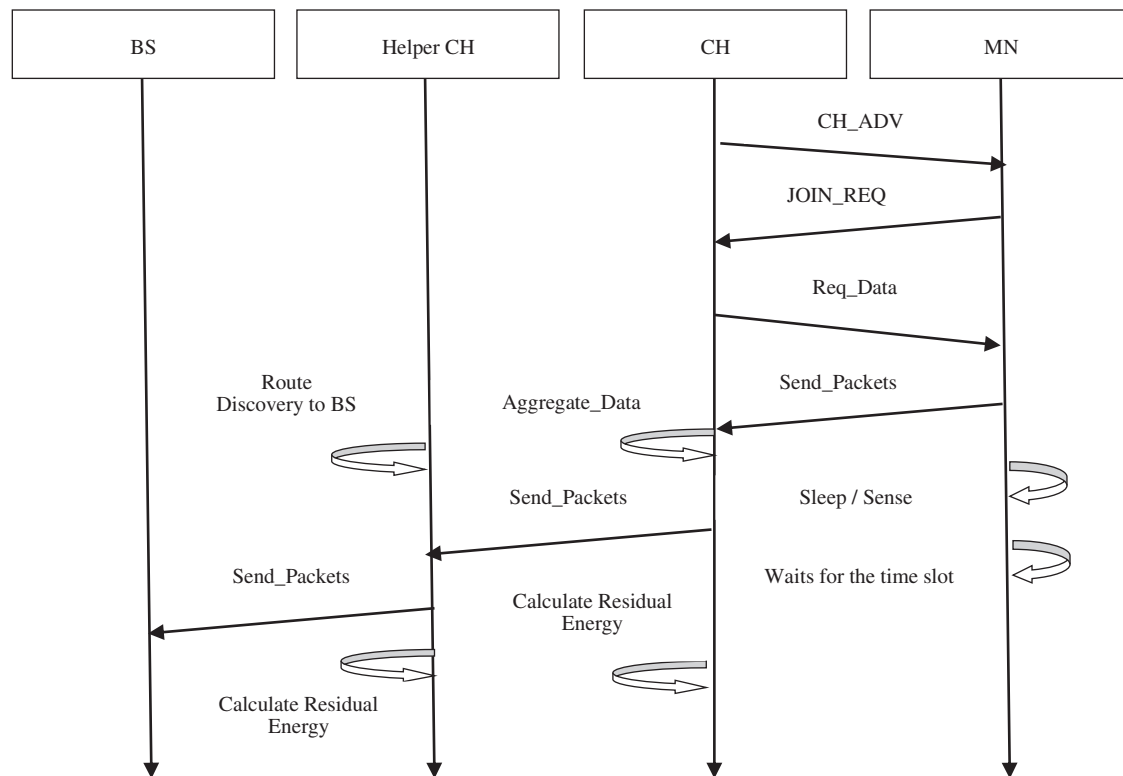 BS
Helper CH
CH
MN
CH_ADV
JOIN_REQ
Req_Data
Send_Packets
Route
Discovery to BS
Aggregate_Data
Send_Packets
Sleep / Sense
Send_Packets
Waits for the time slot
Calculate Residual
Energy
Calculate Residual
Energy